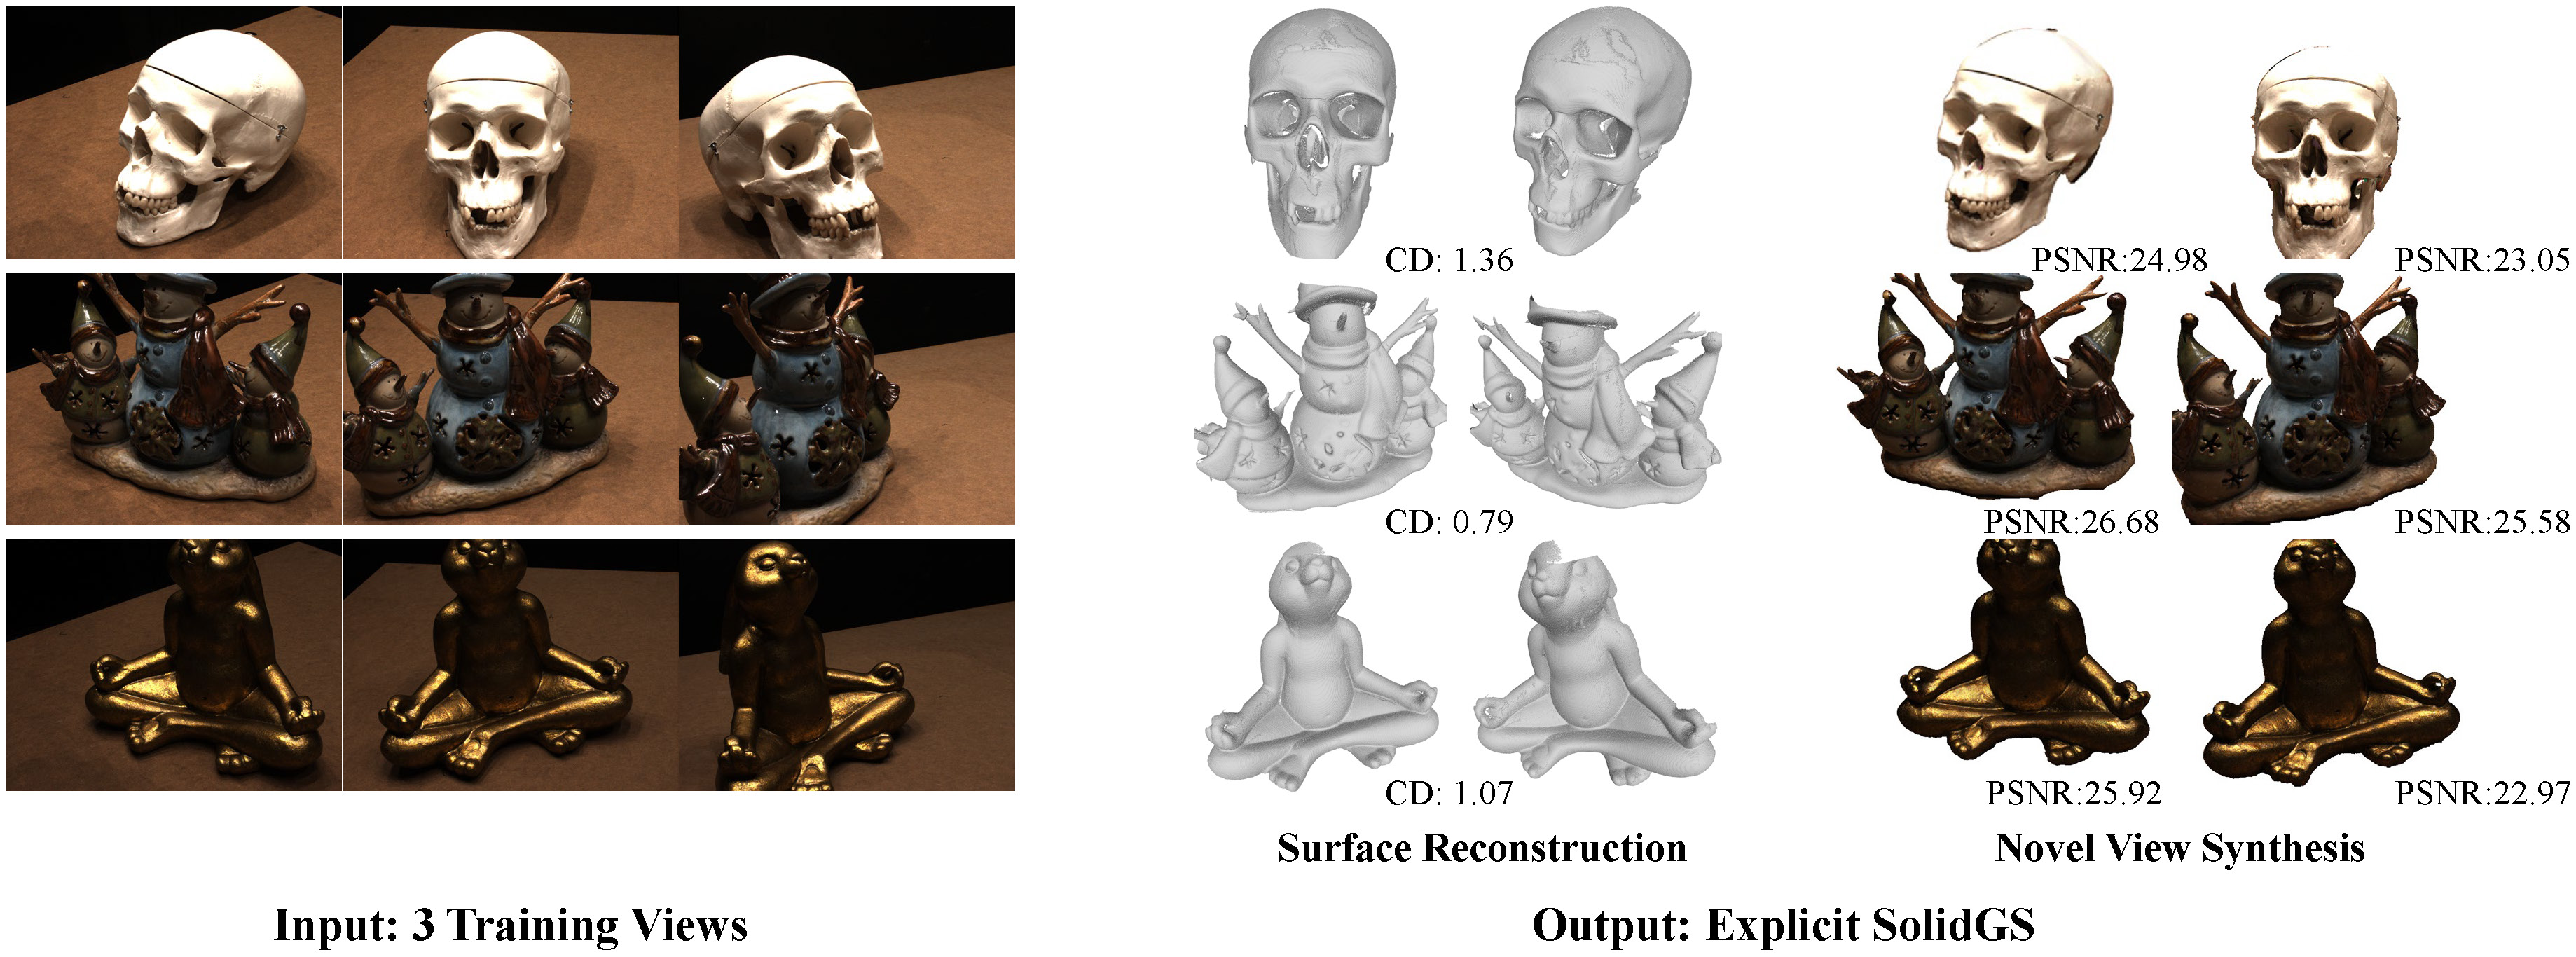 CD: 1.36
PSNR:24.98
PSNR:23.05
CD: 0.79
PSNR:26.68
PSNR:25.58
CD: 1.07
PSNR:25.92
PSNR:22.97
Surface Reconstruction
Novel View Synthesis
Input: 3 Training Views
Output: Explicit SolidGS